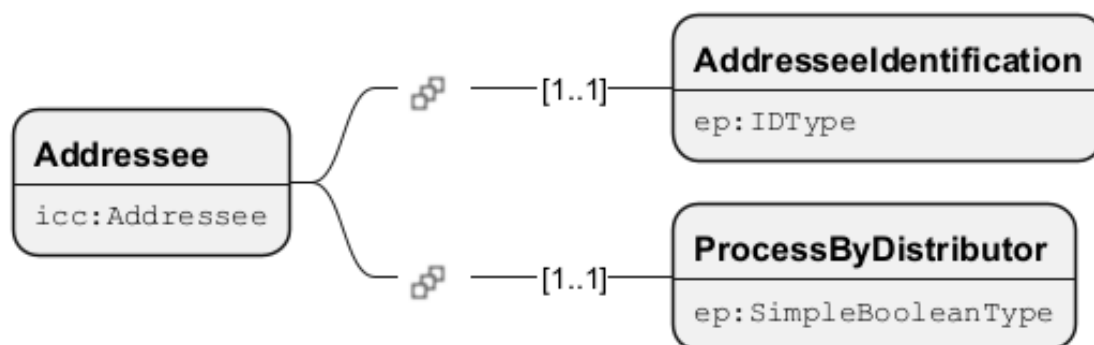 AddresseeIdentification
[1..1]
ep:IDType
Addressee
icc:Addressee
ProcessByDistributor
[1..1]
ep:SimpleBooleanType